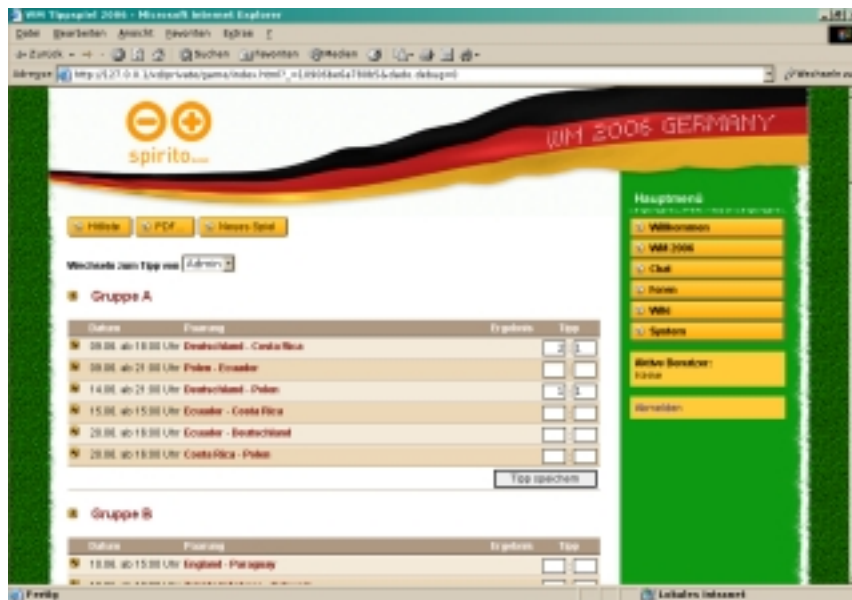 WM Tippspiel 2006 - Microsoft Internet Explorer
Datei Bearbeiten Ansicht Favoriten Extras ?
Zurück Suchen Favoriten Medien
Adresse Wechseln zu
spirito
WM 2006 GERMANY
Hitliste PDF... Neues Spiel
Wechseln zum Tipp von Admin
Gruppe A
Datum Paarung Ergebnis Tipp
09.06. ab 18:00 Uhr Deutschland - Costa Rica
09.06. ab 21:00 Uhr Polen - Ecuador
14.06. ab 21:00 Uhr Deutschland - Polen
15.06. ab 15:00 Uhr Ecuador - Costa Rica
20.06. ab 16:00 Uhr Ecuador - Deutschland
20.06. ab 16:00 Uhr Costa Rica - Polen
Tipp speichern
Gruppe B
Datum Paarung Ergebnis Tipp
10.06. ab 15:00 Uhr England - Paraguay
Hauptmenü
Willkommen
WM 2006
Chat
Foren
Wiki
System
Aktive Benutzer:
Keine
Abmelden
Fertig
Lokales Intranet